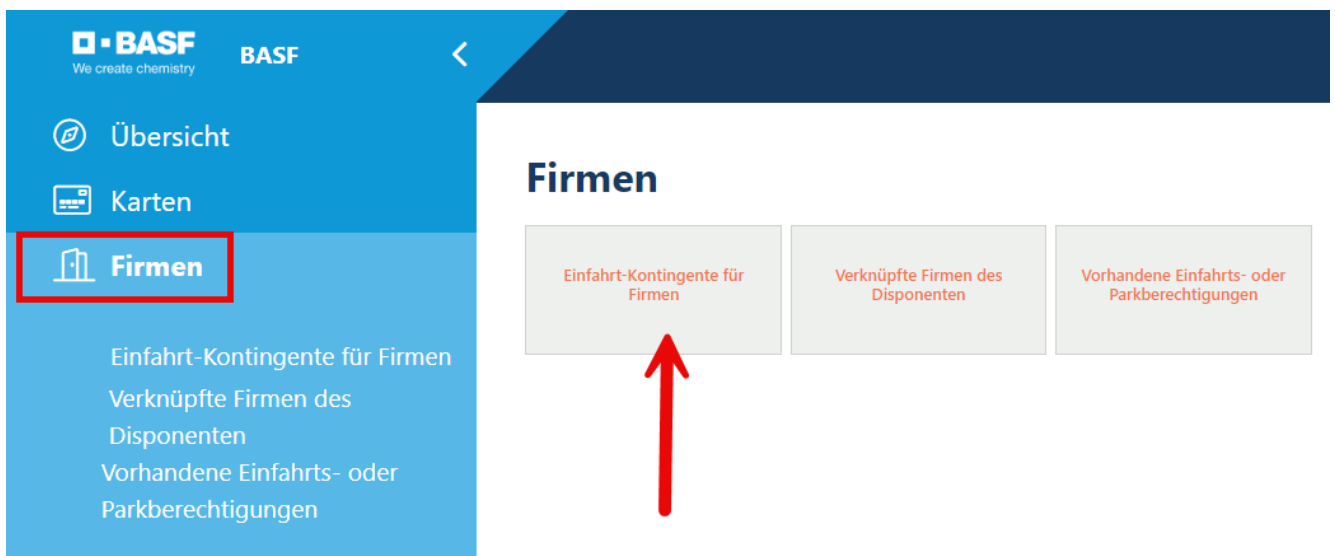 BASF
We create chemistry
BASF
Übersicht
Karten
Firmen
Einfahrt-Kontingente für Firmen
Verknüpfte Firmen des
Disponenten
Vorhandene Einfahrts- oder
Parkberechtigungen
Firmen
Einfahrt-Kontingente für
Firmen
Verknüpfte Firmen des
Disponenten
Vorhandene Einfahrts- oder
Parkberechtigungen